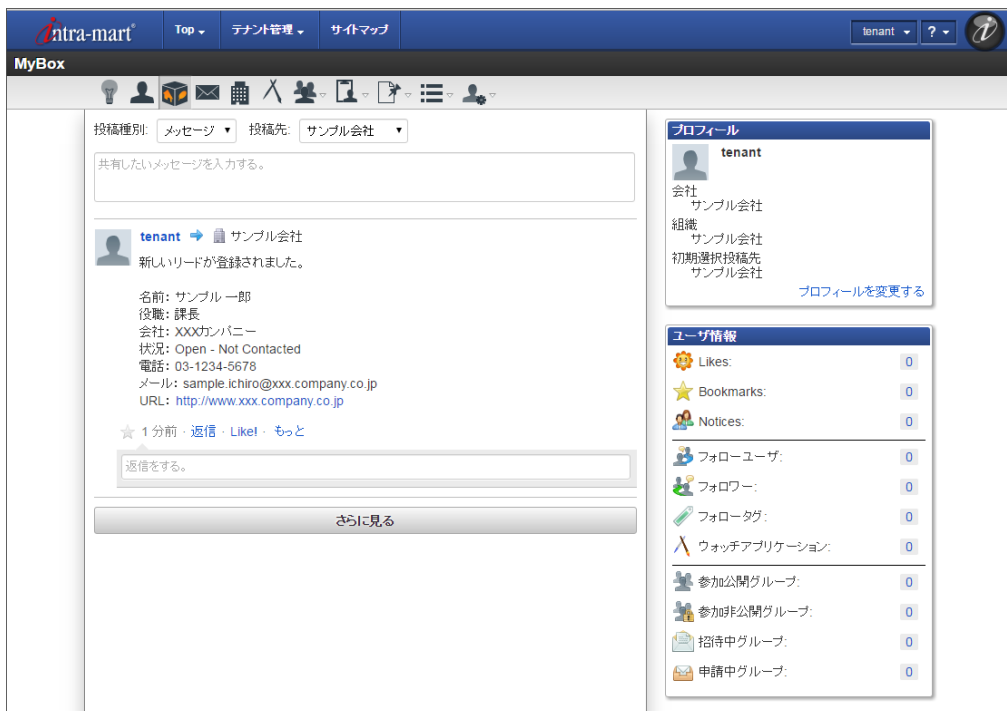 intra-mart®
Top テナント管理 サイトマップ
tenant ?
MyBox
投稿種別: メッセージ 投稿先: サンプル会社
共有したいメッセージを入力する。
tenant サンプル会社
新しいリードが登録されました。
名前: サンプル 一郎
役職: 課長
会社: XXXカンパニー
状況: Open - Not Contacted
電話: 03-1234-5678
メール: sample.ichiro@xxx.company.co.jp
URL: http://www.xxx.company.co.jp
1 分前 · 返信 · Like! · もっと
返信をする。
さらに見る
プロフィール
tenant
会社
サンプル会社
組織
サンプル会社
初期選択投稿先
サンプル会社
プロフィールを変更する
ユーザ情報
Likes: 0
Bookmarks: 0
Notices: 0
フォローユーザ: 0
フォロワー: 0
フォロータグ: 0
ウォッチアプリケーション: 0
参加公開グループ: 0
参加非公開グループ: 0
招待中グループ: 0
申請中グループ: 0